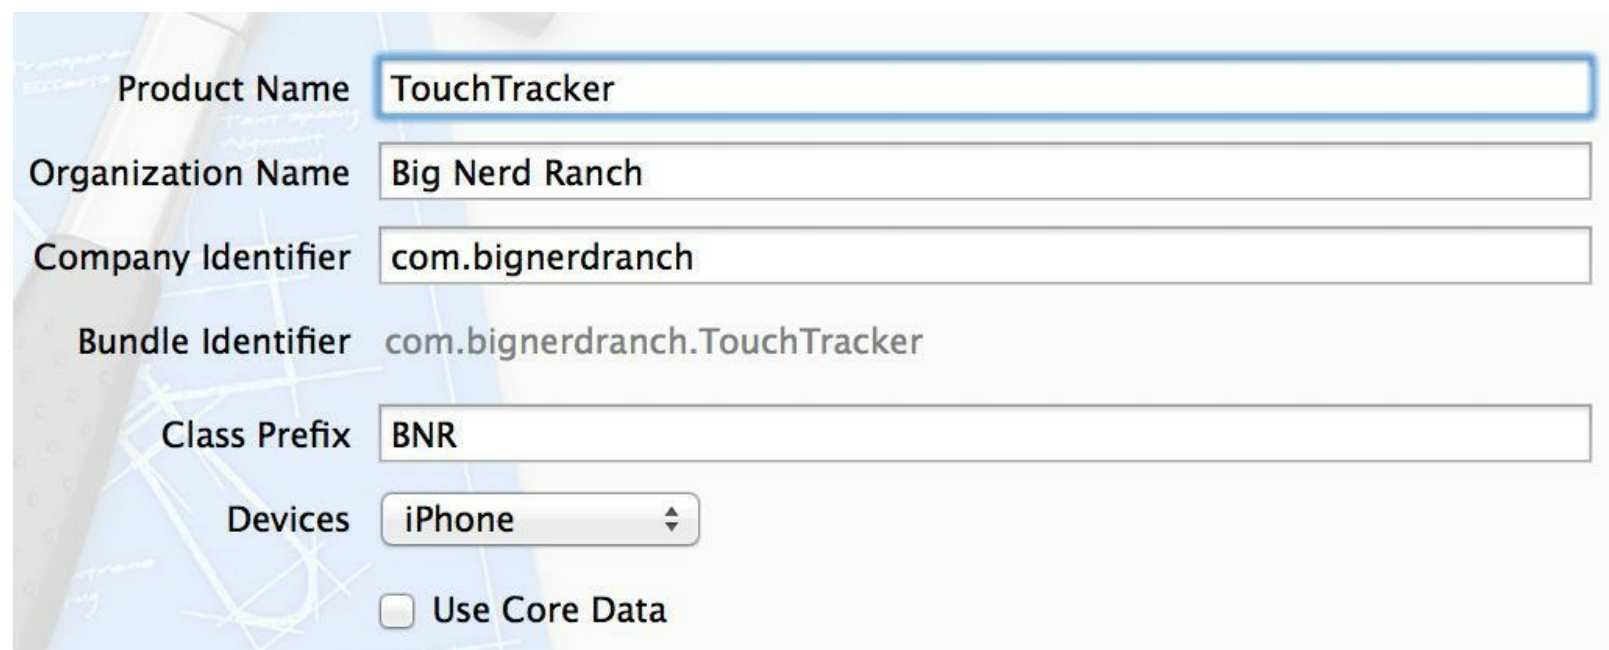 Product Name TouchTracker
Organization Name Big Nerd Ranch
Company Identifier com.bignerdranch
Bundle Identifier com.bignerdranch.TouchTracker
Class Prefix BNR
Devices iPhone
Use Core Data